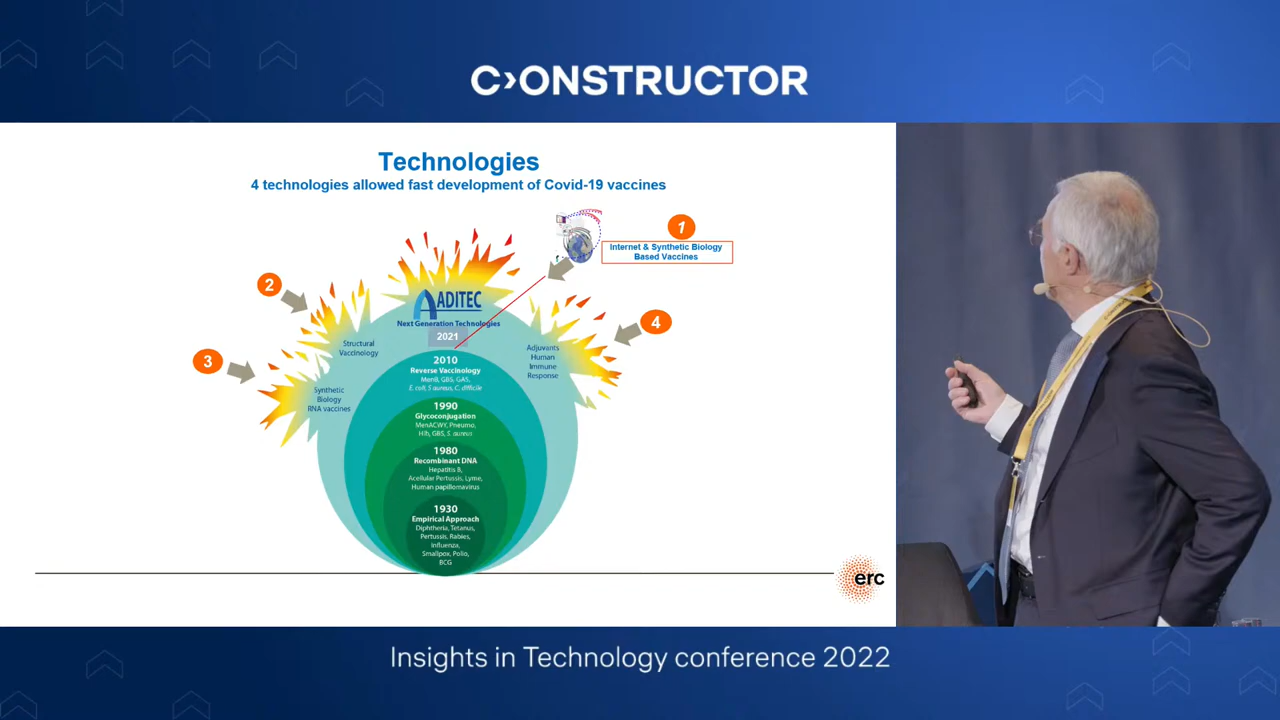 C›ONSTRUCTOR
Technologies
4 technologies allowed fast development of Covid-19 vaccines
1
Internet & Synthetic Biology
Based Vaccines
2
ADITEC
Next Generation Technologies
2021
4
Structural
Vaccinology
Adjuvants
Human
Immune
Response
3
Synthetic
Biology
RNA vaccines
2010
Reverse Vaccinology
MenB, GBS, GAS,
E. coli, S aureus, C. difficile
1990
Glycoconjugation
MenACWY, Pneumo,
Hib, GBS, S. aureus
1980
Recombinant DNA
Hepatitis B,
Acellular Pertussis, Lyme,
Human papillomavirus
1930
Empirical Approach
Diphtheria, Tetanus,
Pertussis, Rabies,
Influenza,
Smallpox, Polio,
BCG
erc
Insights in Technology conference 2022